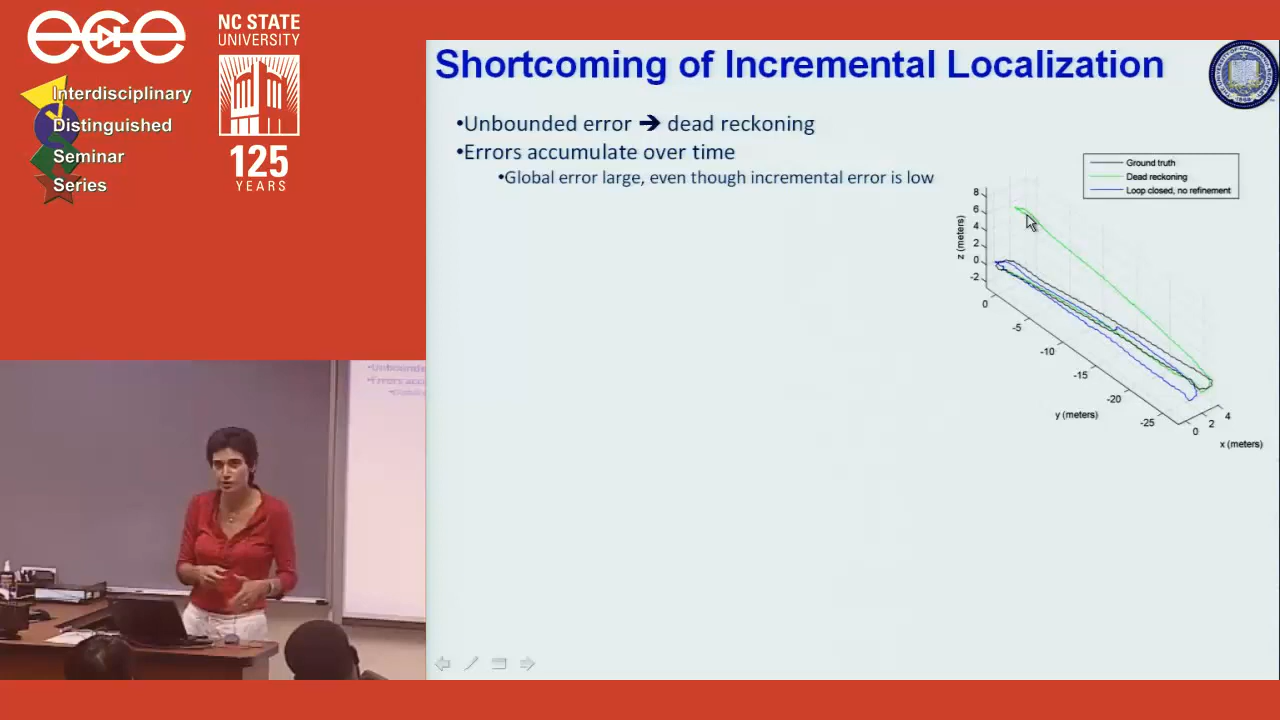 ece
Interdisciplinary
Distinguished
Seminar
Series
NC STATE
UNIVERSITY
125
YEARS
Shortcoming of Incremental Localization
•Unbounded error ➔ dead reckoning
•Errors accumulate over time
•Global error large, even though incremental error is low
Ground truth
Dead reckoning
Loop closed, no refinement
8
6
4
2
0
-2
z (meters)
0
-5
-10
-15
-20
-25
y (meters)
0
2
4
x (meters)